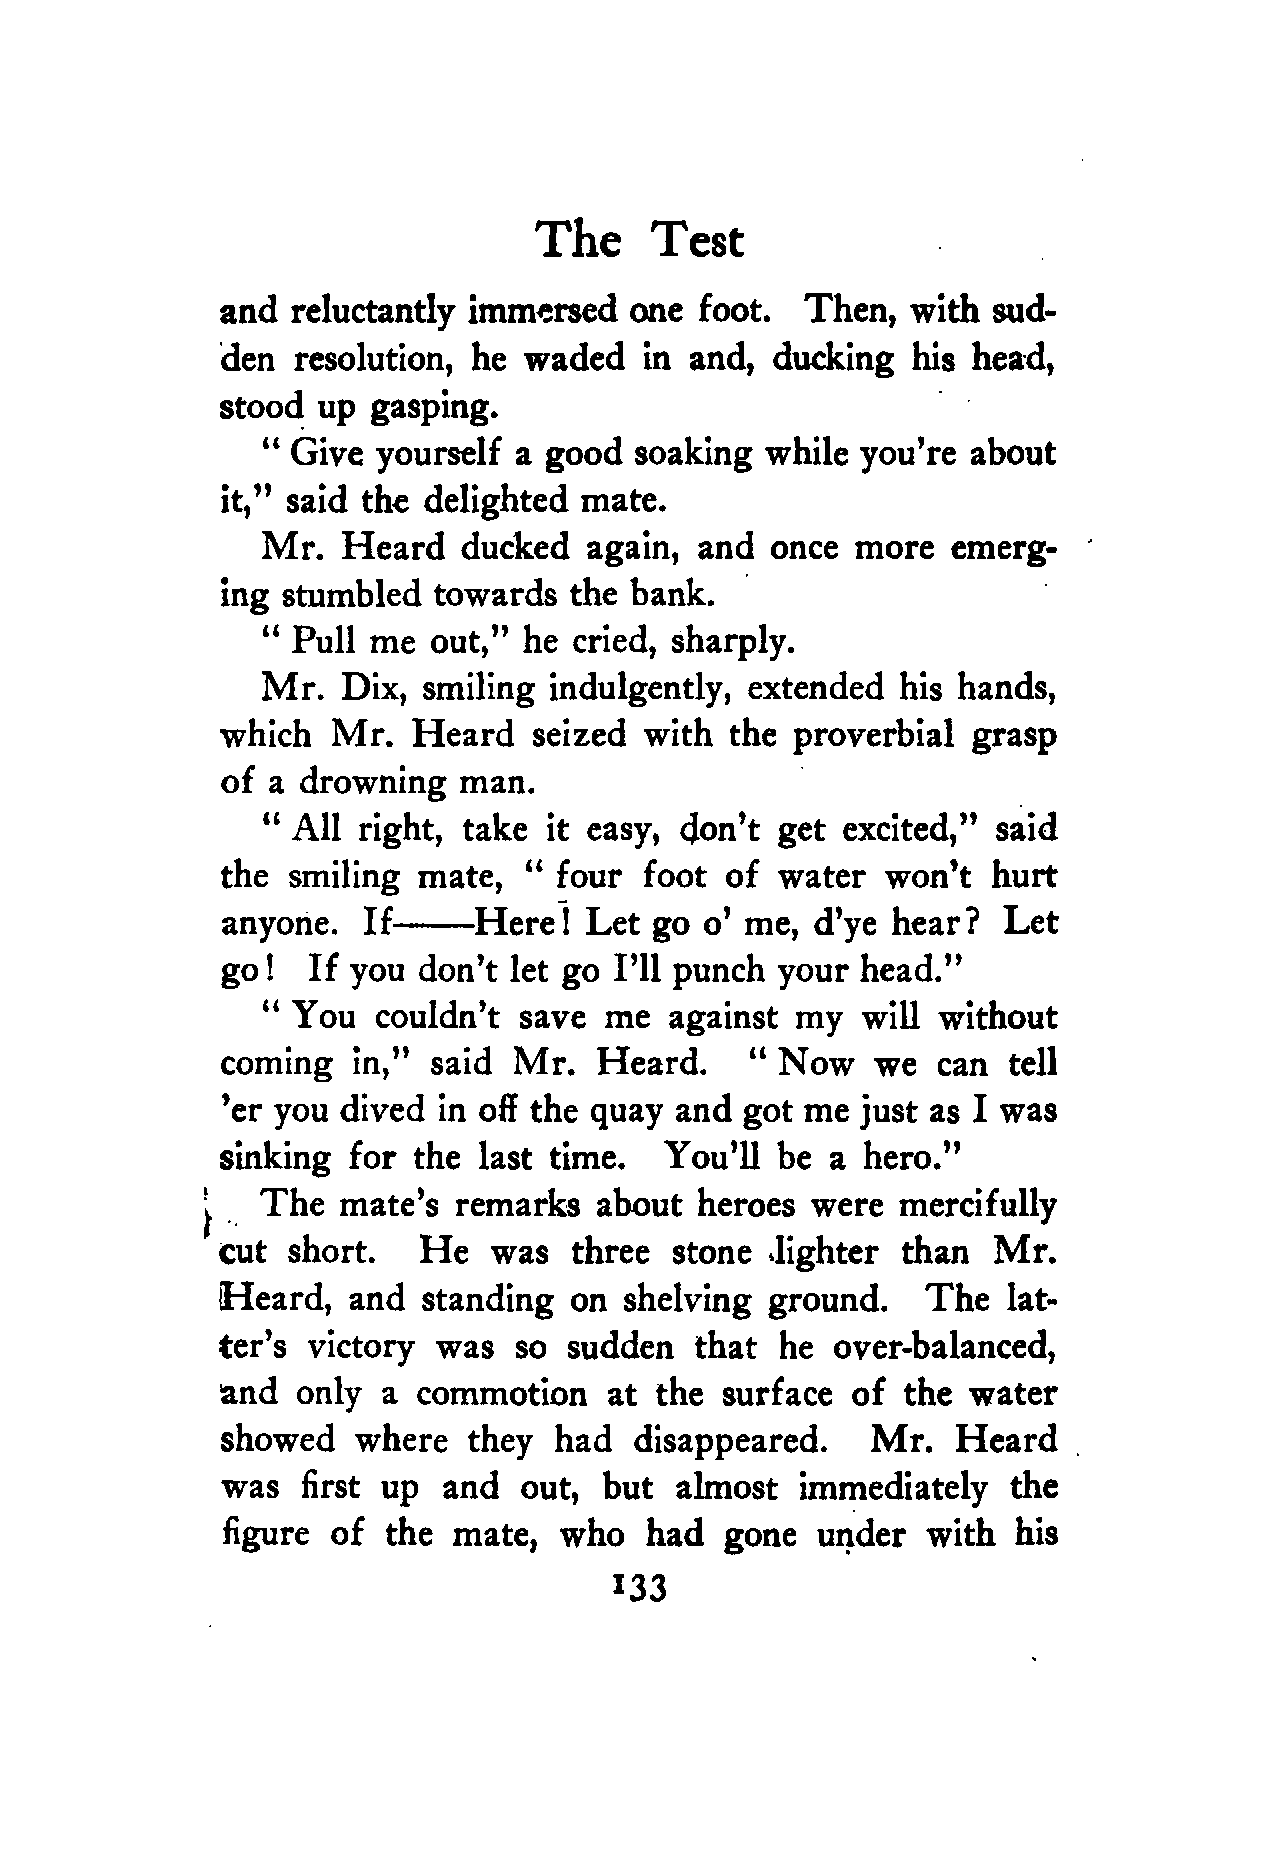 The Test
and reluctantly immersed one foot. Then, with sud-
den resolution, he waded in and, ducking his head,
stood up gasping.
" Give yourself a good soaking while you're about
it," said the delighted mate.
Mr. Heard ducked again, and once more emerg-
ing stumbled towards the bank.
" Pull me out," he cried, sharply.
Mr. Dix, smiling indulgently, extended his hands,
which Mr. Heard seized with the proverbial grasp
of a drowning man.
" All right, take it easy, don't get excited," said
the smiling mate, " four foot of water won't hurt
anyone. If——Here! Let go o' me, d'ye hear? Let
go! If you don't let go I'll punch your head."
" You couldn't save me against my will without
coming in," said Mr. Heard. " Now we can tell
'er you dived in off the quay and got me just as I was
sinking for the last time. You'll be a hero."
The mate's remarks about heroes were mercifully
cut short. He was three stone lighter than Mr.
Heard, and standing on shelving ground. The lat-
ter's victory was so sudden that he over-balanced,
and only a commotion at the surface of the water
showed where they had disappeared. Mr. Heard
was first up and out, but almost immediately the
figure of the mate, who had gone under with his
133